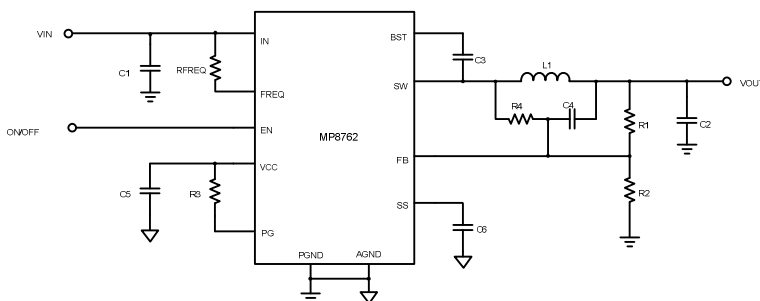 VIN
IN
BST
C1
RFREQ
C3
L1
FREQ
SW
VOUT
R4
C4
R1
C2
ON/OFF
EN
MP8762
VCC
FB
C5
R3
R2
SS
PG
C6
PGND
AGND